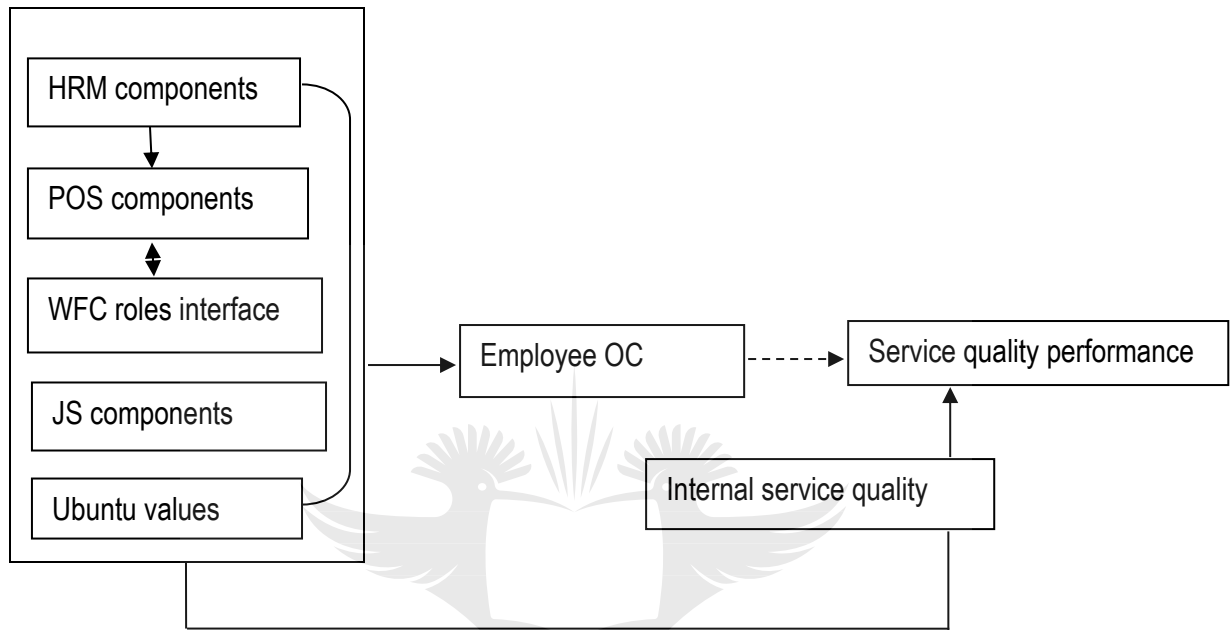 HRM components
POS components
WFC roles interface
JS components
Ubuntu values
Employee OC
Service quality performance
Internal service quality